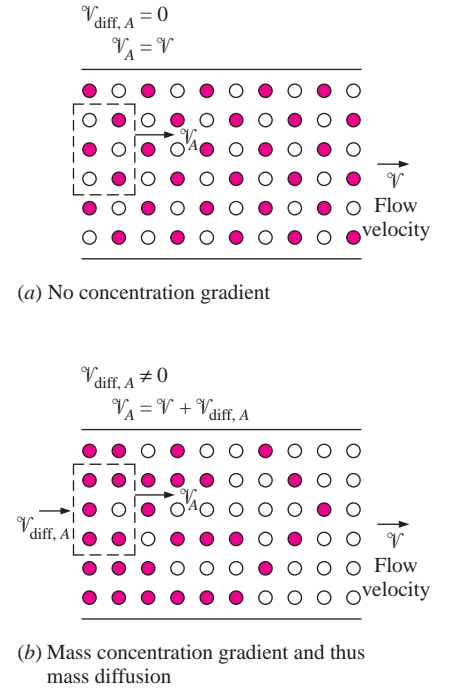 𝒱diff, A = 0
𝒱A = 𝒱
𝒱A
𝒱
Flow
velocity
(a) No concentration gradient
𝒱diff, A ≠ 0
𝒱A = 𝒱 + 𝒱diff, A
𝒱A
𝒱diff, A
𝒱
Flow
velocity
(b) Mass concentration gradient and thus
mass diffusion